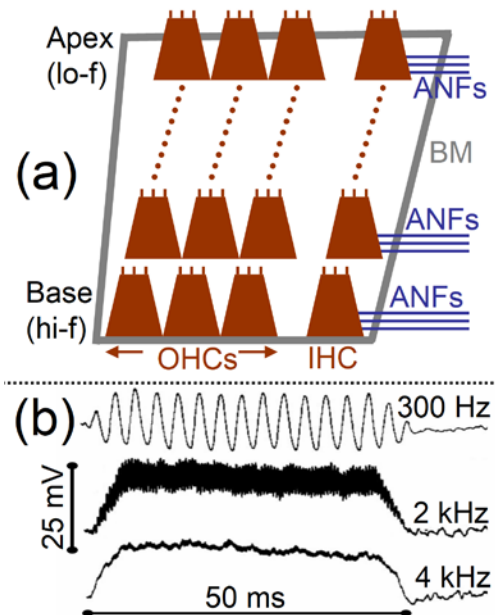 Apex
(lo-f)
ANFs
BM
(a)
ANFs
Base
(hi-f)
ANFs
OHCs
IHC
(b)
300 Hz
25 mV
2 kHz
4 kHz
50 ms